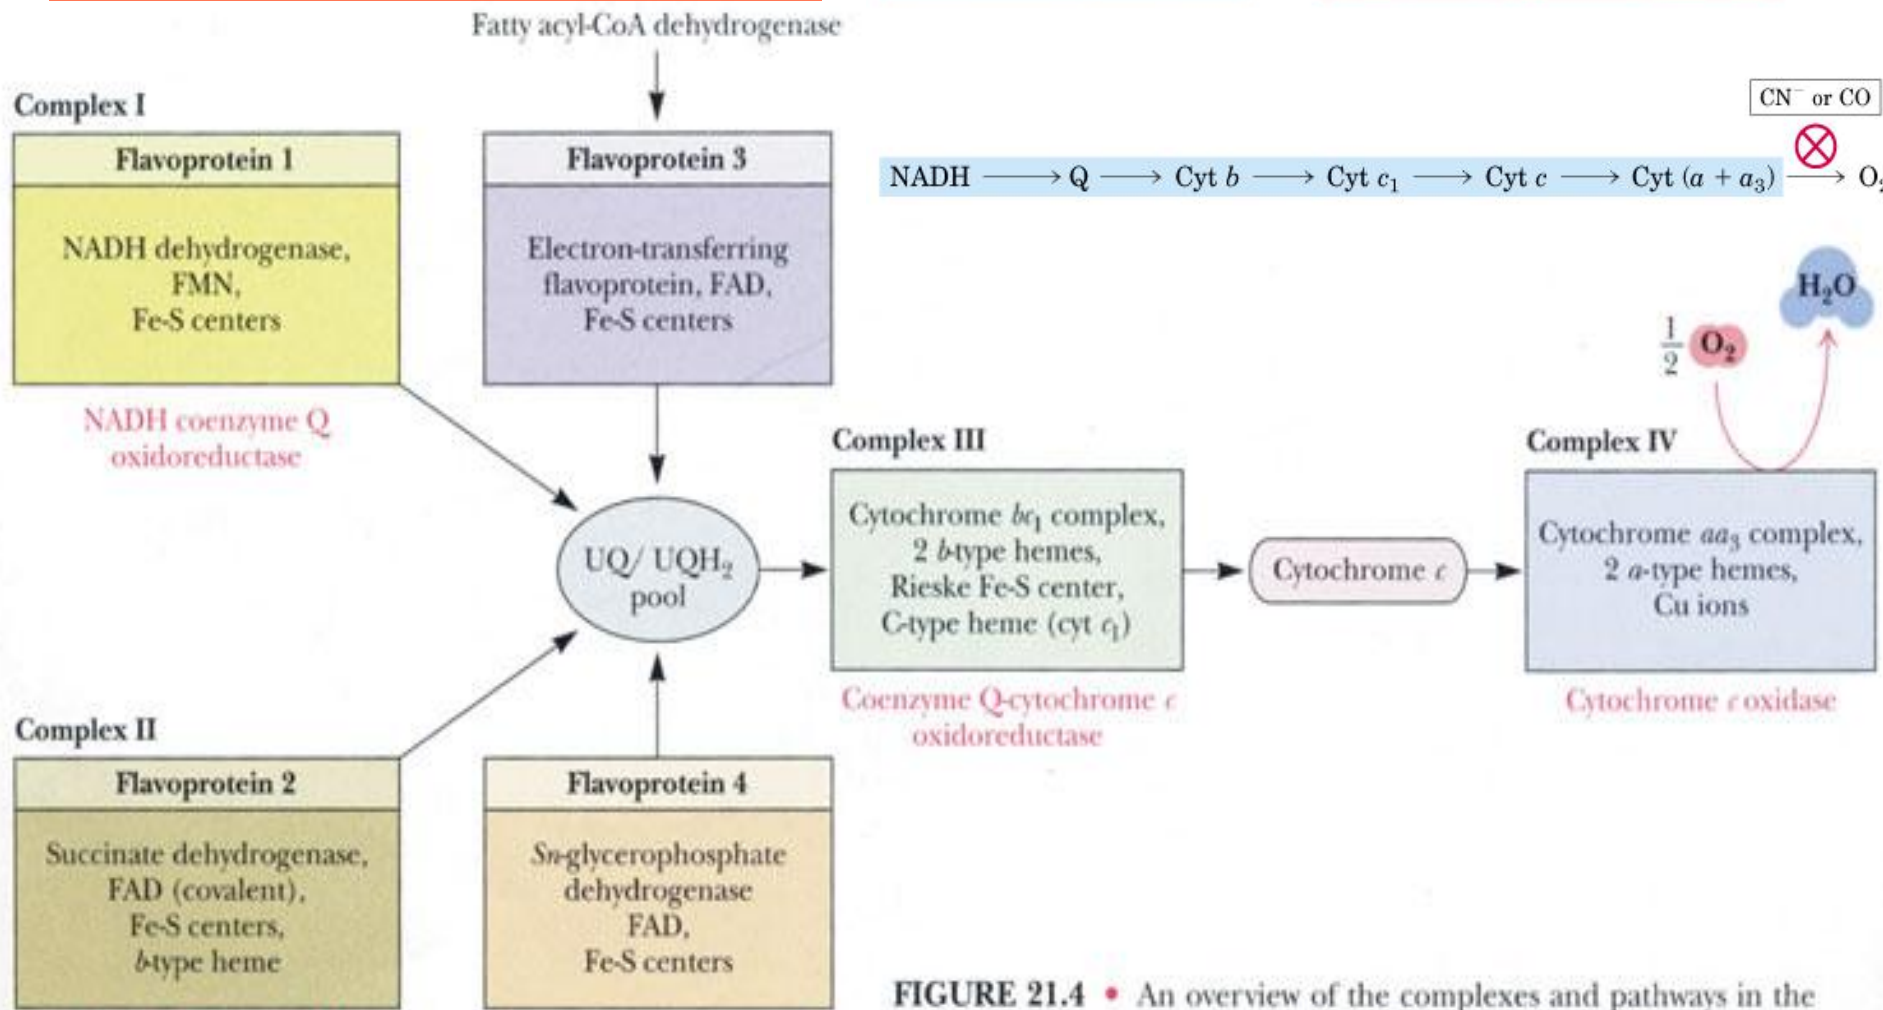 Fatty acyl-CoA dehydrogenase
Complex I
Flavoprotein 1
NADH dehydrogenase,
FMN,
Fe-S centers
NADH coenzyme Q
oxidoreductase
Flavoprotein 3
Electron-transferring
flavoprotein, FAD,
Fe-S centers
CN⁻ or CO
NADH ⟶ Q ⟶ Cyt b ⟶ Cyt c₁ ⟶ Cyt c ⟶ Cyt (a + a₃) ⟶ O₂
H₂O
1/2 O₂
UQ/ UQH₂
pool
Complex III
Cytochrome bc₁ complex,
2 b-type hemes,
Rieske Fe-S center,
C-type heme (cyt c₁)
Coenzyme Q-cytochrome c
oxidoreductase
Cytochrome c
Complex IV
Cytochrome aa₃ complex,
2 a-type hemes,
Cu ions
Cytochrome c oxidase
Complex II
Flavoprotein 2
Succinate dehydrogenase,
FAD (covalent),
Fe-S centers,
b-type heme
Flavoprotein 4
Sn-glycerophosphate
dehydrogenase
FAD,
Fe-S centers
FIGURE 21.4 • An overview of the complexes and pathways in the